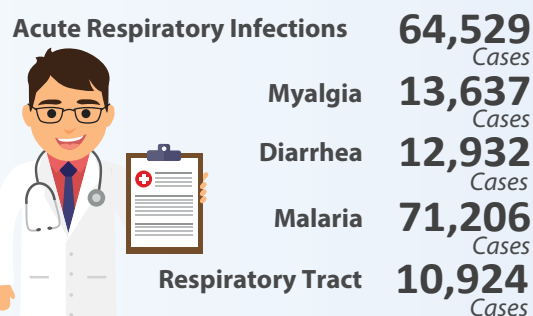 Acute Respiratory Infections 64,529
Cases
Myalgia 13,637
Cases
Diarrhea 12,932
Cases
Malaria 71,206
Cases
Respiratory Tract 10,924
Cases